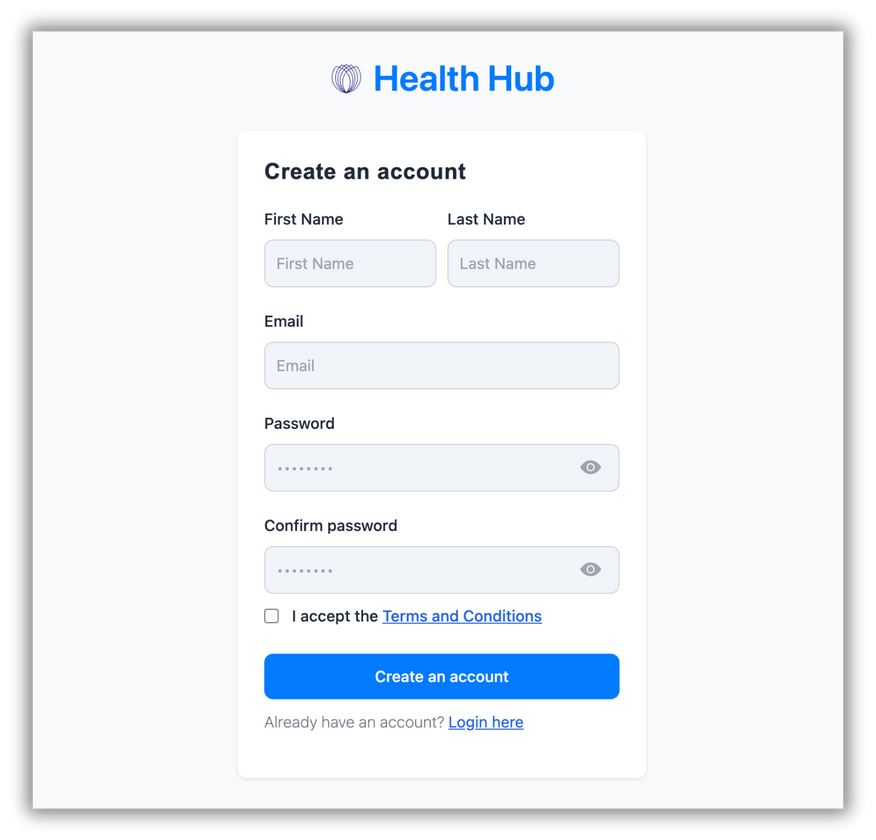 Health Hub
Create an account
First Name Last Name
First Name Last Name
Email
Email
Password
••••••••
Confirm password
••••••••
I accept the Terms and Conditions
Create an account
Already have an account? Login here